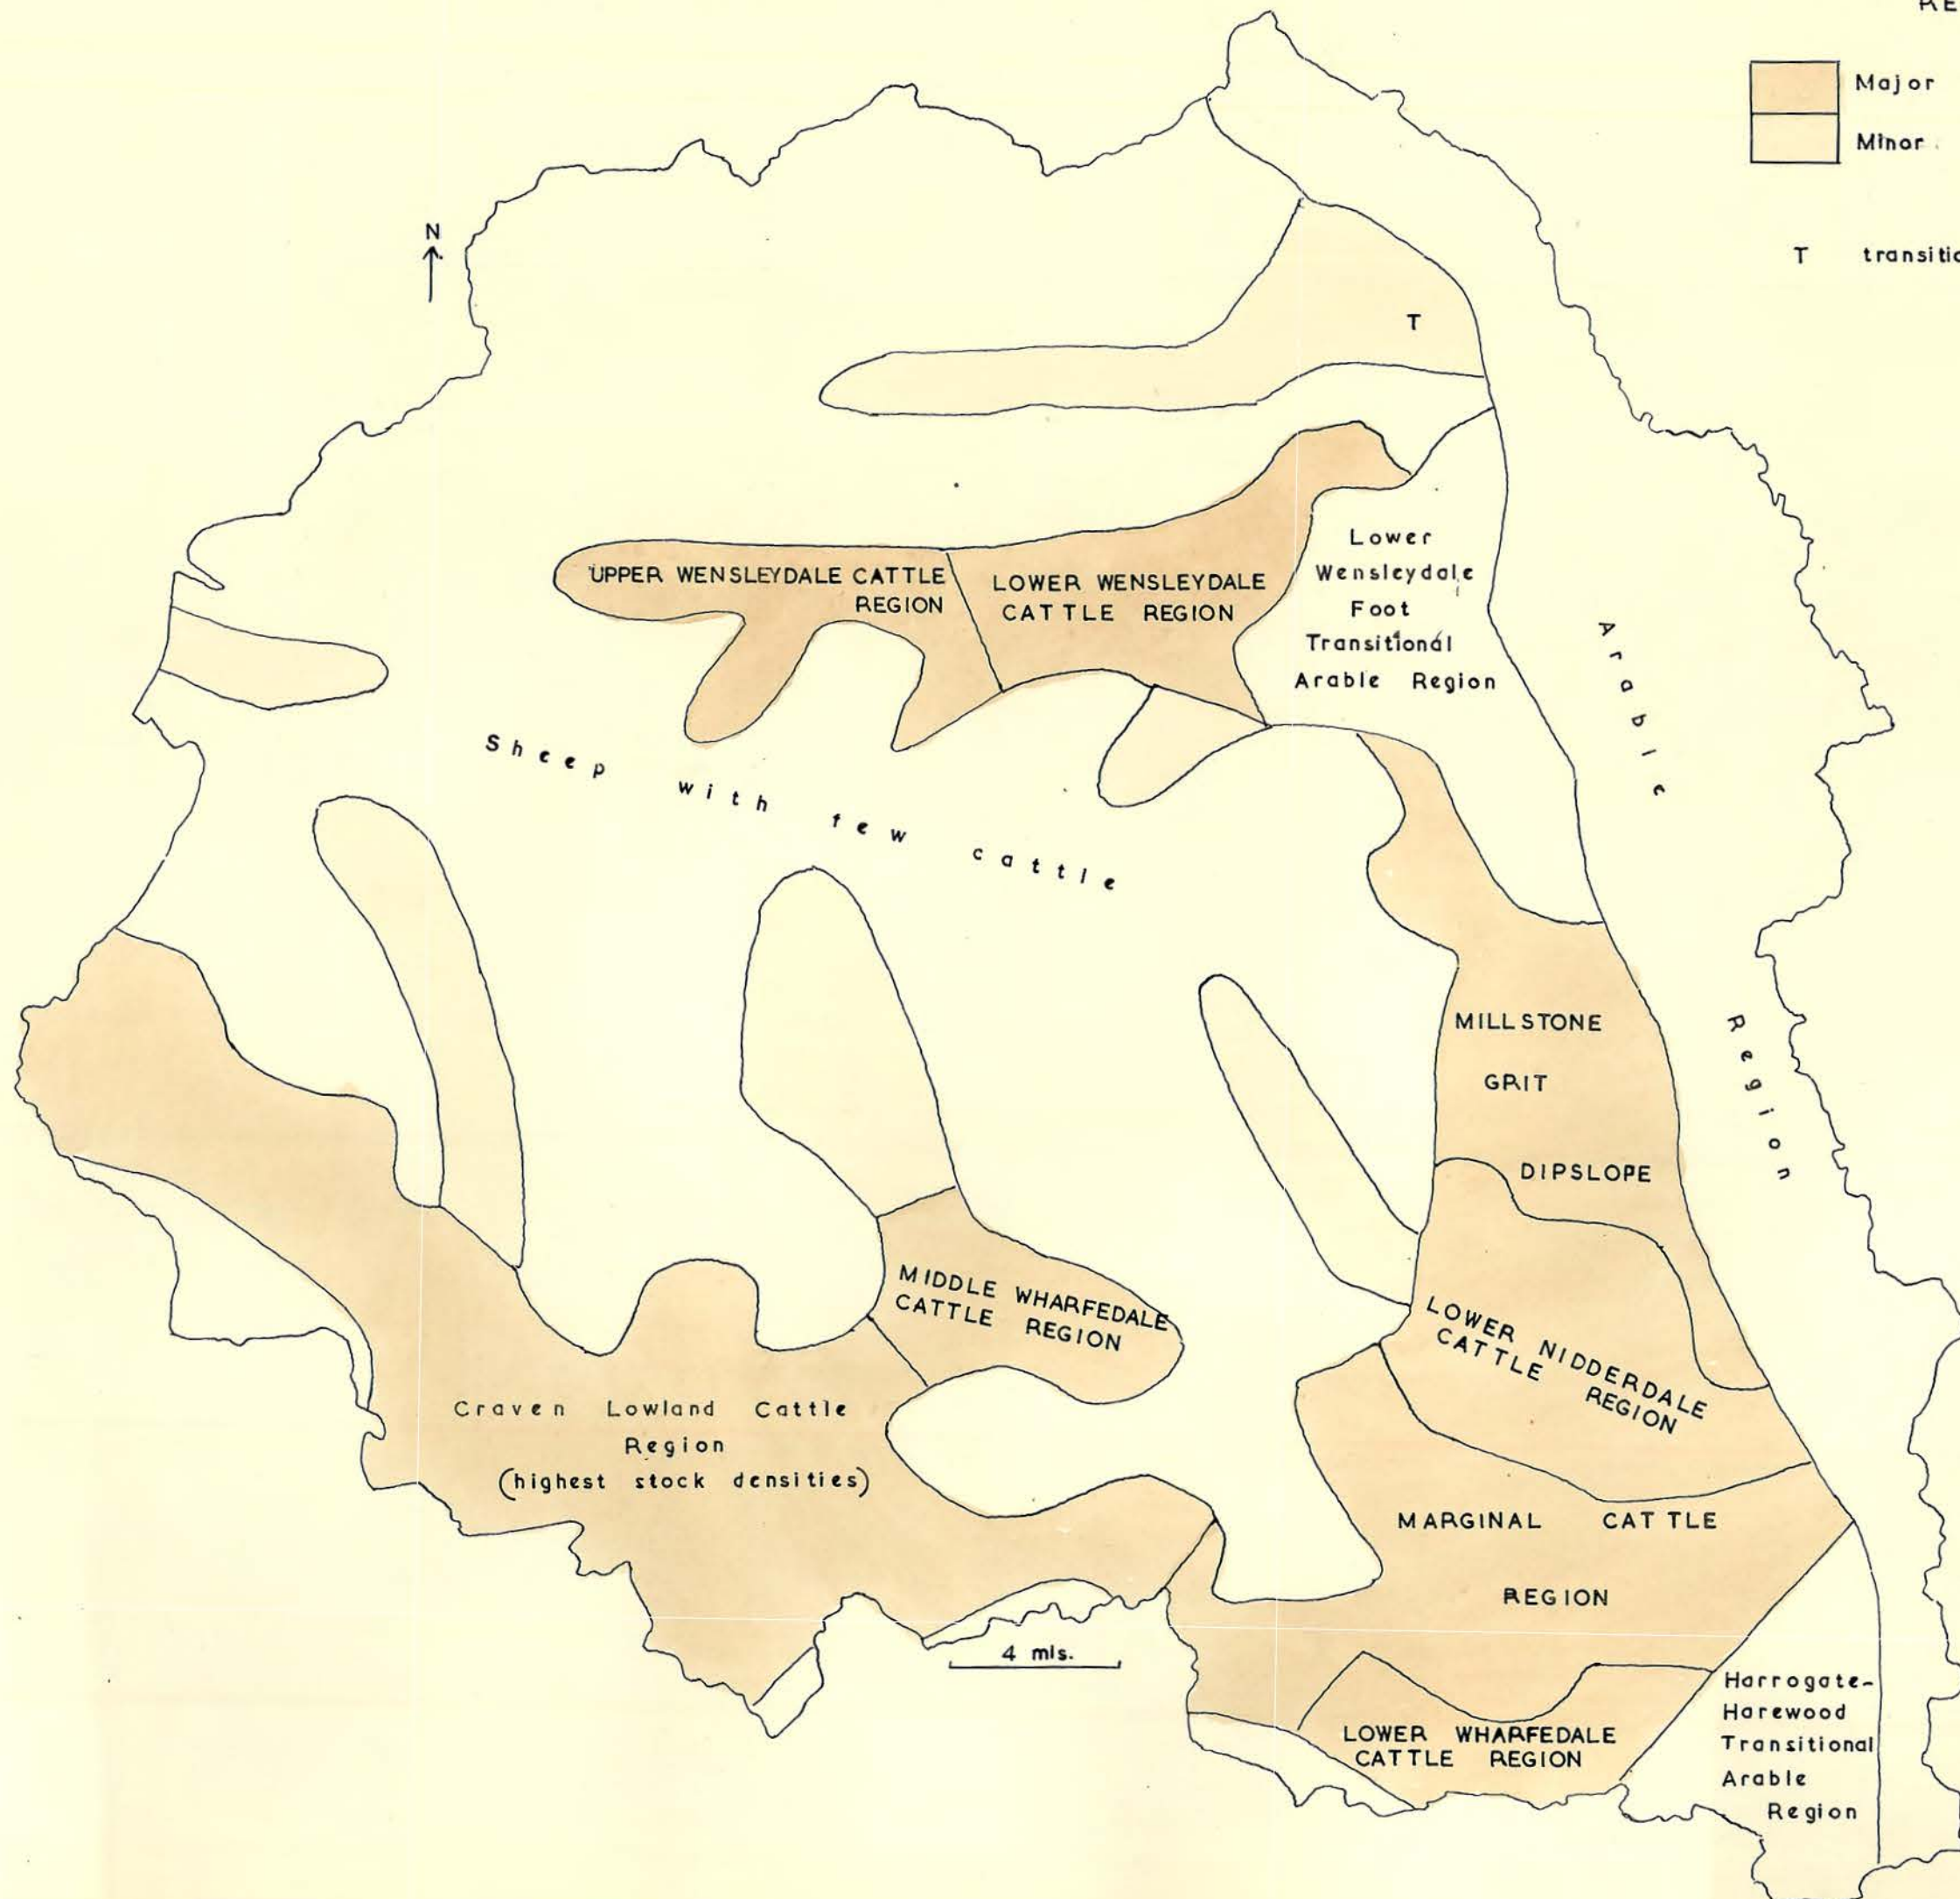 RE
Major
Minor
T transitio
N
T
UPPER WENSLEYDALE CATTLE
REGION
LOWER WENSLEYDALE
CATTLE REGION
Lower
Wensleydale
Foot
Transitional
Arable Region
Arable Region
Sheep with few cattle
MILLSTONE
GRIT
DIPSLOPE
MIDDLE WHARFEDALE
CATTLE REGION
LOWER NIDDERDALE
CATTLE REGION
Craven Lowland Cattle
Region
(highest stock densities)
MARGINAL CATTLE
REGION
4 mls.
LOWER WHARFEDALE
CATTLE REGION
Harrogate-
Harewood
Transitional
Arable
Region